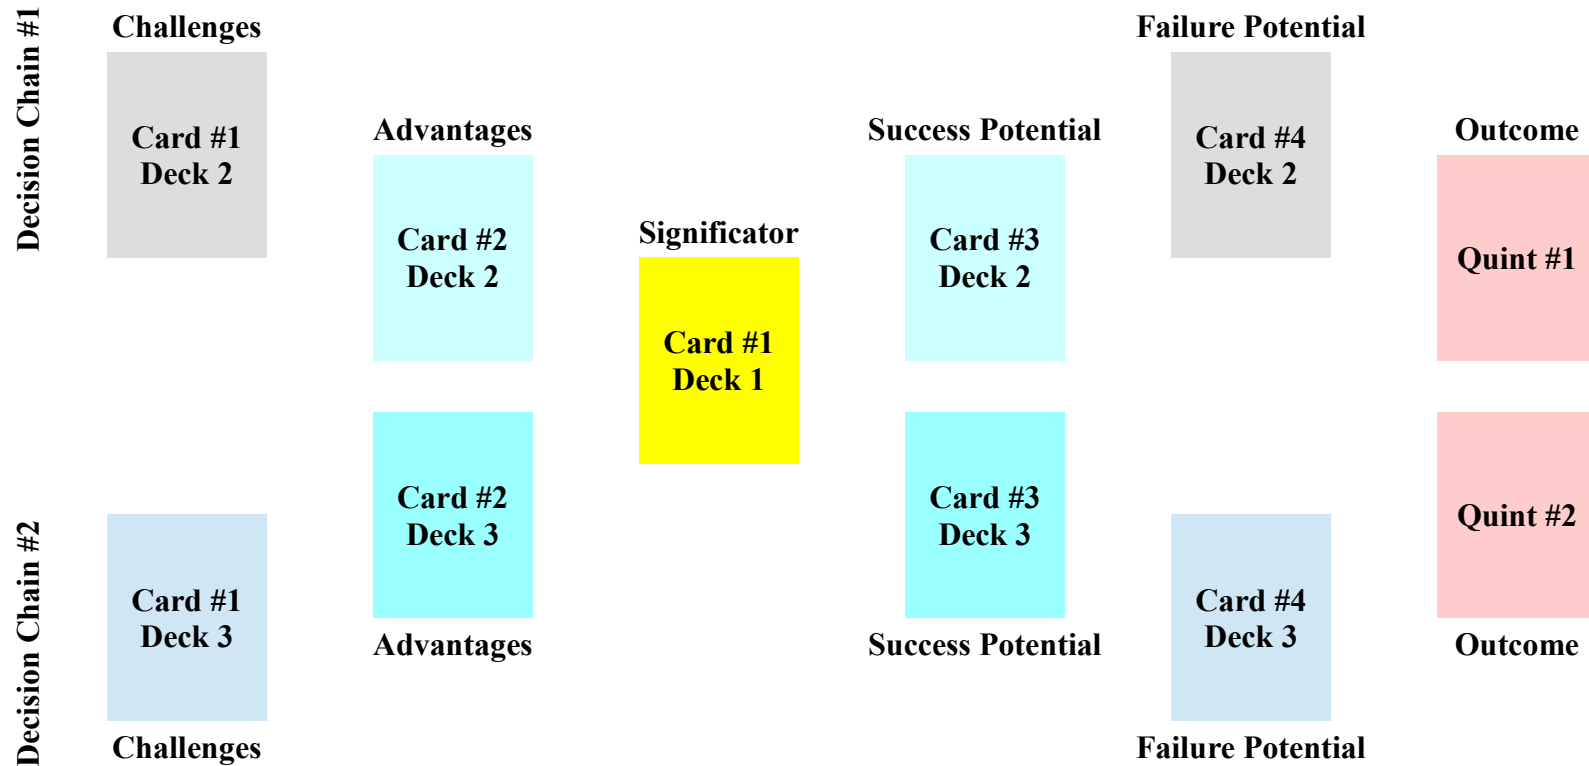 Decision Chain #1
Challenges
Card #1
Deck 2
Advantages
Card #2
Deck 2
Significator
Card #1
Deck 1
Success Potential
Card #3
Deck 2
Failure Potential
Card #4
Deck 2
Outcome
Quint #1
Decision Chain #2
Card #1
Deck 3
Challenges
Card #2
Deck 3
Advantages
Card #3
Deck 3
Success Potential
Card #4
Deck 3
Failure Potential
Quint #2
Outcome